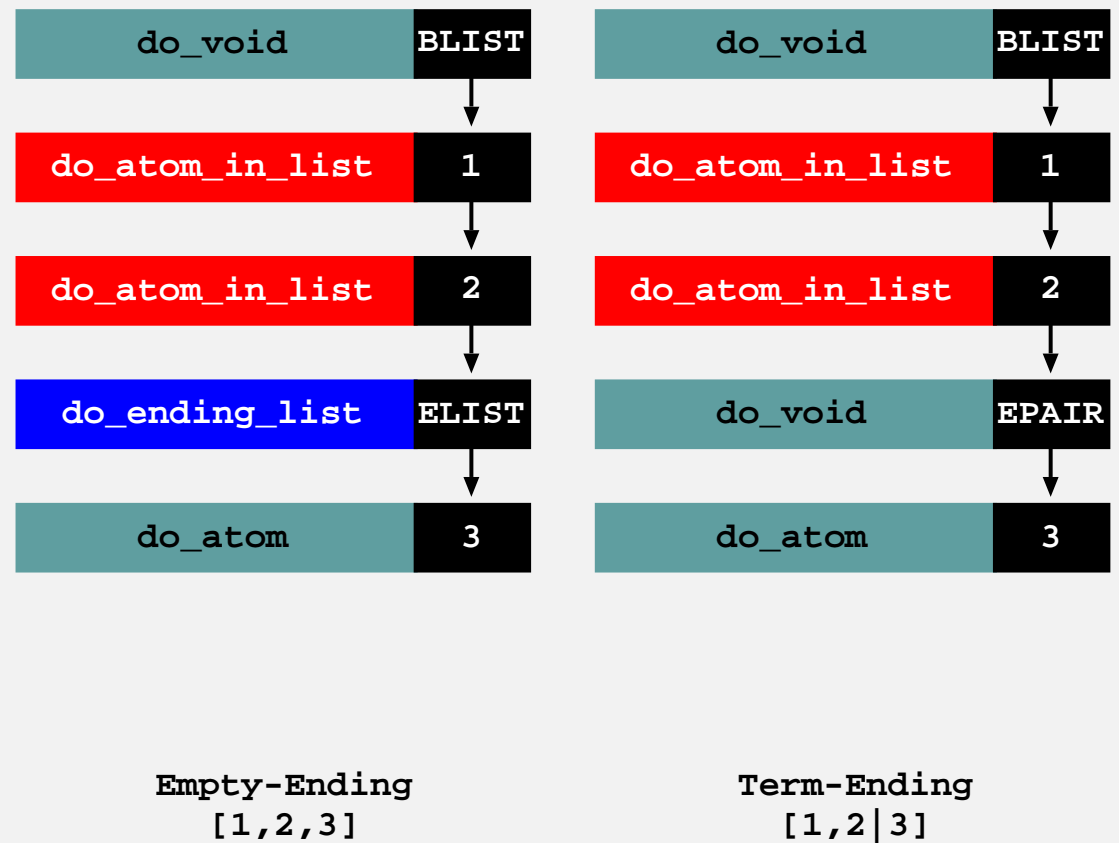 do_void BLIST
do_atom_in_list 1
do_atom_in_list 2
do_ending_list ELIST
do_atom 3
Empty-Ending
[1,2,3]
do_void BLIST
do_atom_in_list 1
do_atom_in_list 2
do_void EPAIR
do_atom 3
Term-Ending
[1,2|3]